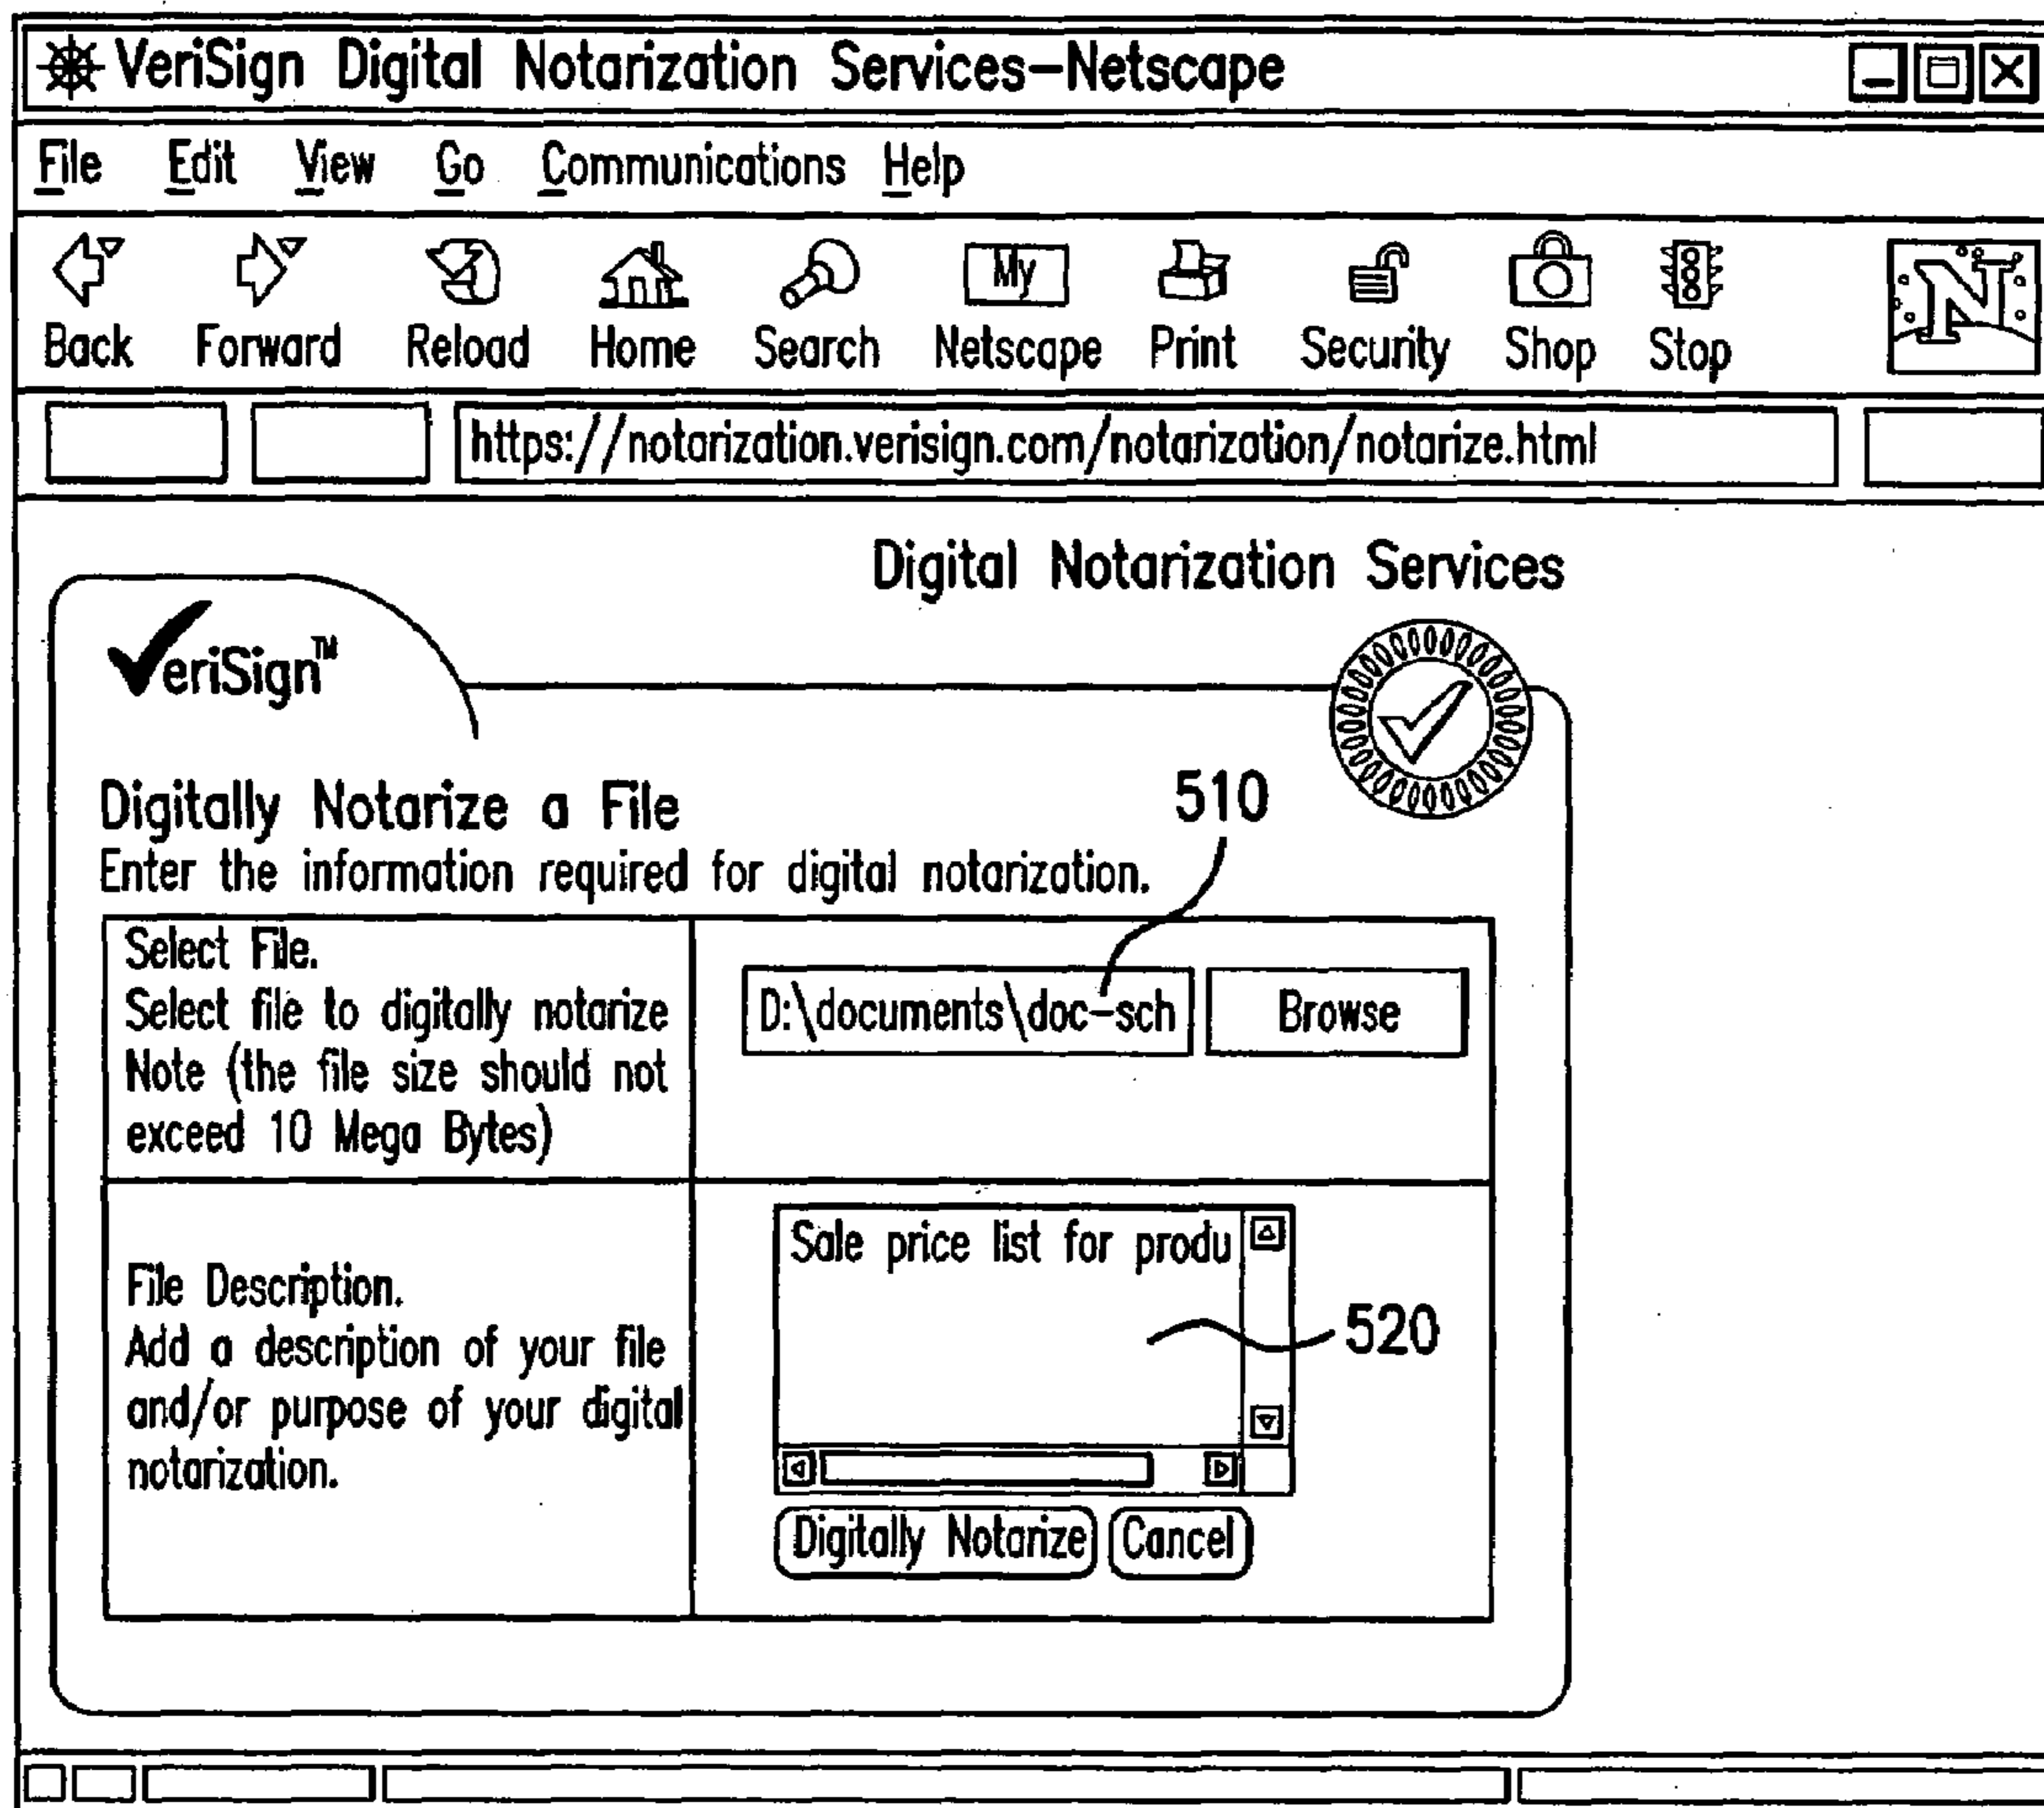 VeriSign Digital Notarization Services-Netscape
File Edit View Go Communications Help
My
N
Back Forward Reload Home Search Netscape Print Security Shop Stop
https://notarization.verisign.com/notarization/notarize.html
Digital Notarization Services
VeriSign™
510
Digitally Notarize a File
Enter the information required for digital notarization.
Select File.
Select file to digitally notarize
Note (the file size should not
exceed 10 Mega Bytes)
D:\documents\doc-sch Browse
File Description.
Add a description of your file
and/or purpose of your digital
notarization.
Sale price list for produ
520
Digitally Notarize Cancel